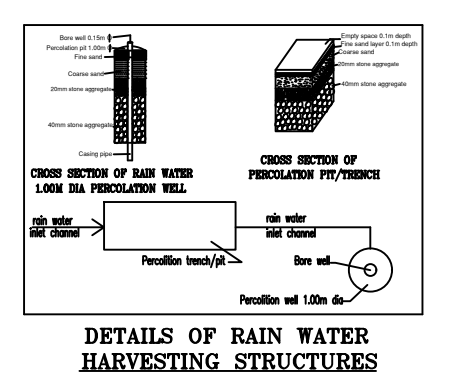 Bore well 0.15m ϕ
Percolation pit 1.00m ϕ
Fine sand
Coarse sand
20mm stone aggregate
40mm stone aggregate
Casing pipe
CROSS SECTION OF RAIN WATER
1.00M DIA PERCOLATION WELL
Empty space 0.1m depth
Fine sand layer 0.1m depth
Coarse sand
20mm stone aggregate
40mm stone aggregate
CROSS SECTION OF
PERCOLATION PIT/TRENCH
rain water
inlet channel
Percolition trench/pit
rain water
inlet channel
Bore well
Percolition well 1.00m dia
DETAILS OF RAIN WATER
HARVESTING STRUCTURES